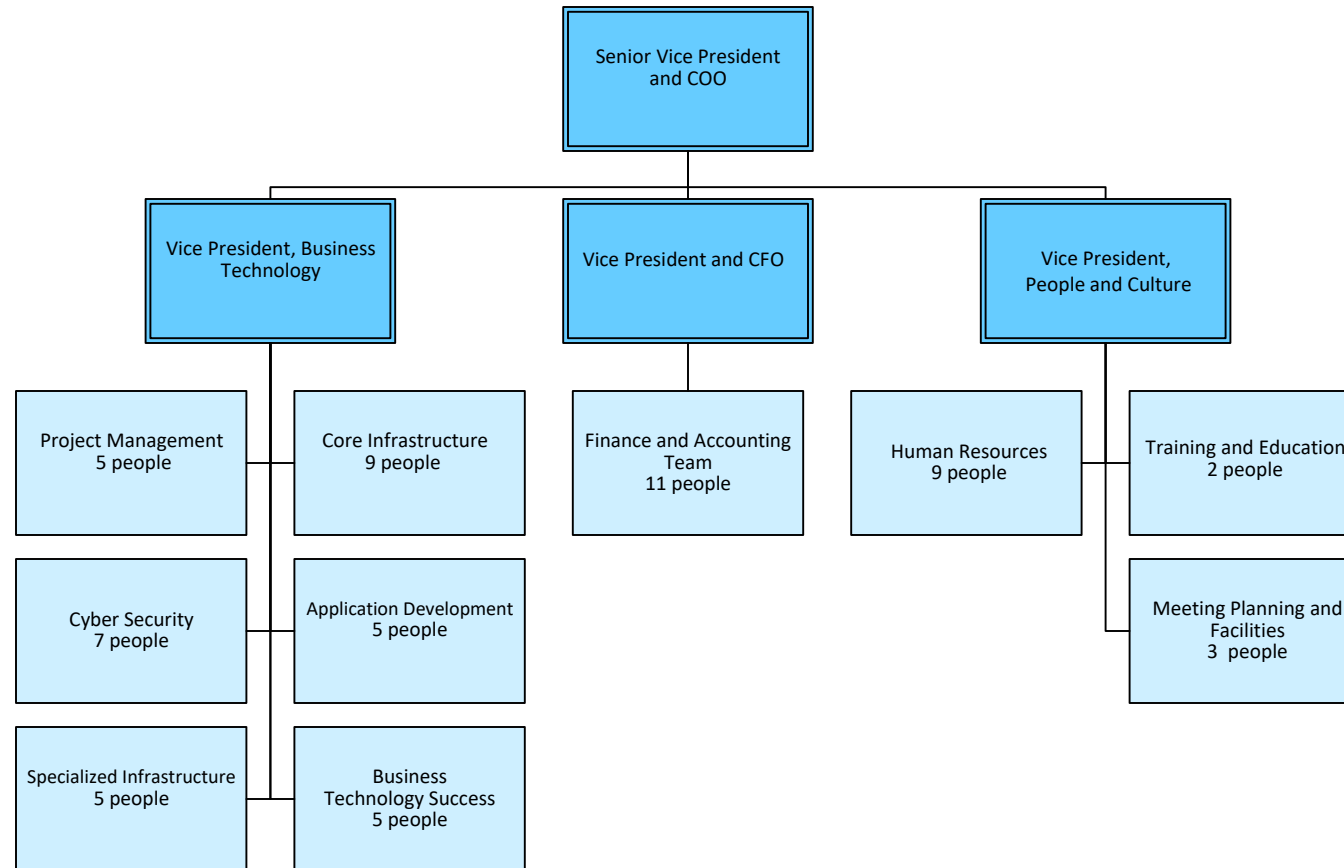 Senior Vice President
and COO
Vice President, Business
Technology
Vice President and CFO
Vice President,
People and Culture
Project Management
5 people
Core Infrastructure
9 people
Finance and Accounting
Team
11 people
Human Resources
9 people
Training and Education
2 people
Cyber Security
7 people
Application Development
5 people
Meeting Planning and
Facilities
3  people
Specialized Infrastructure
5 people
Business
Technology Success
5 people